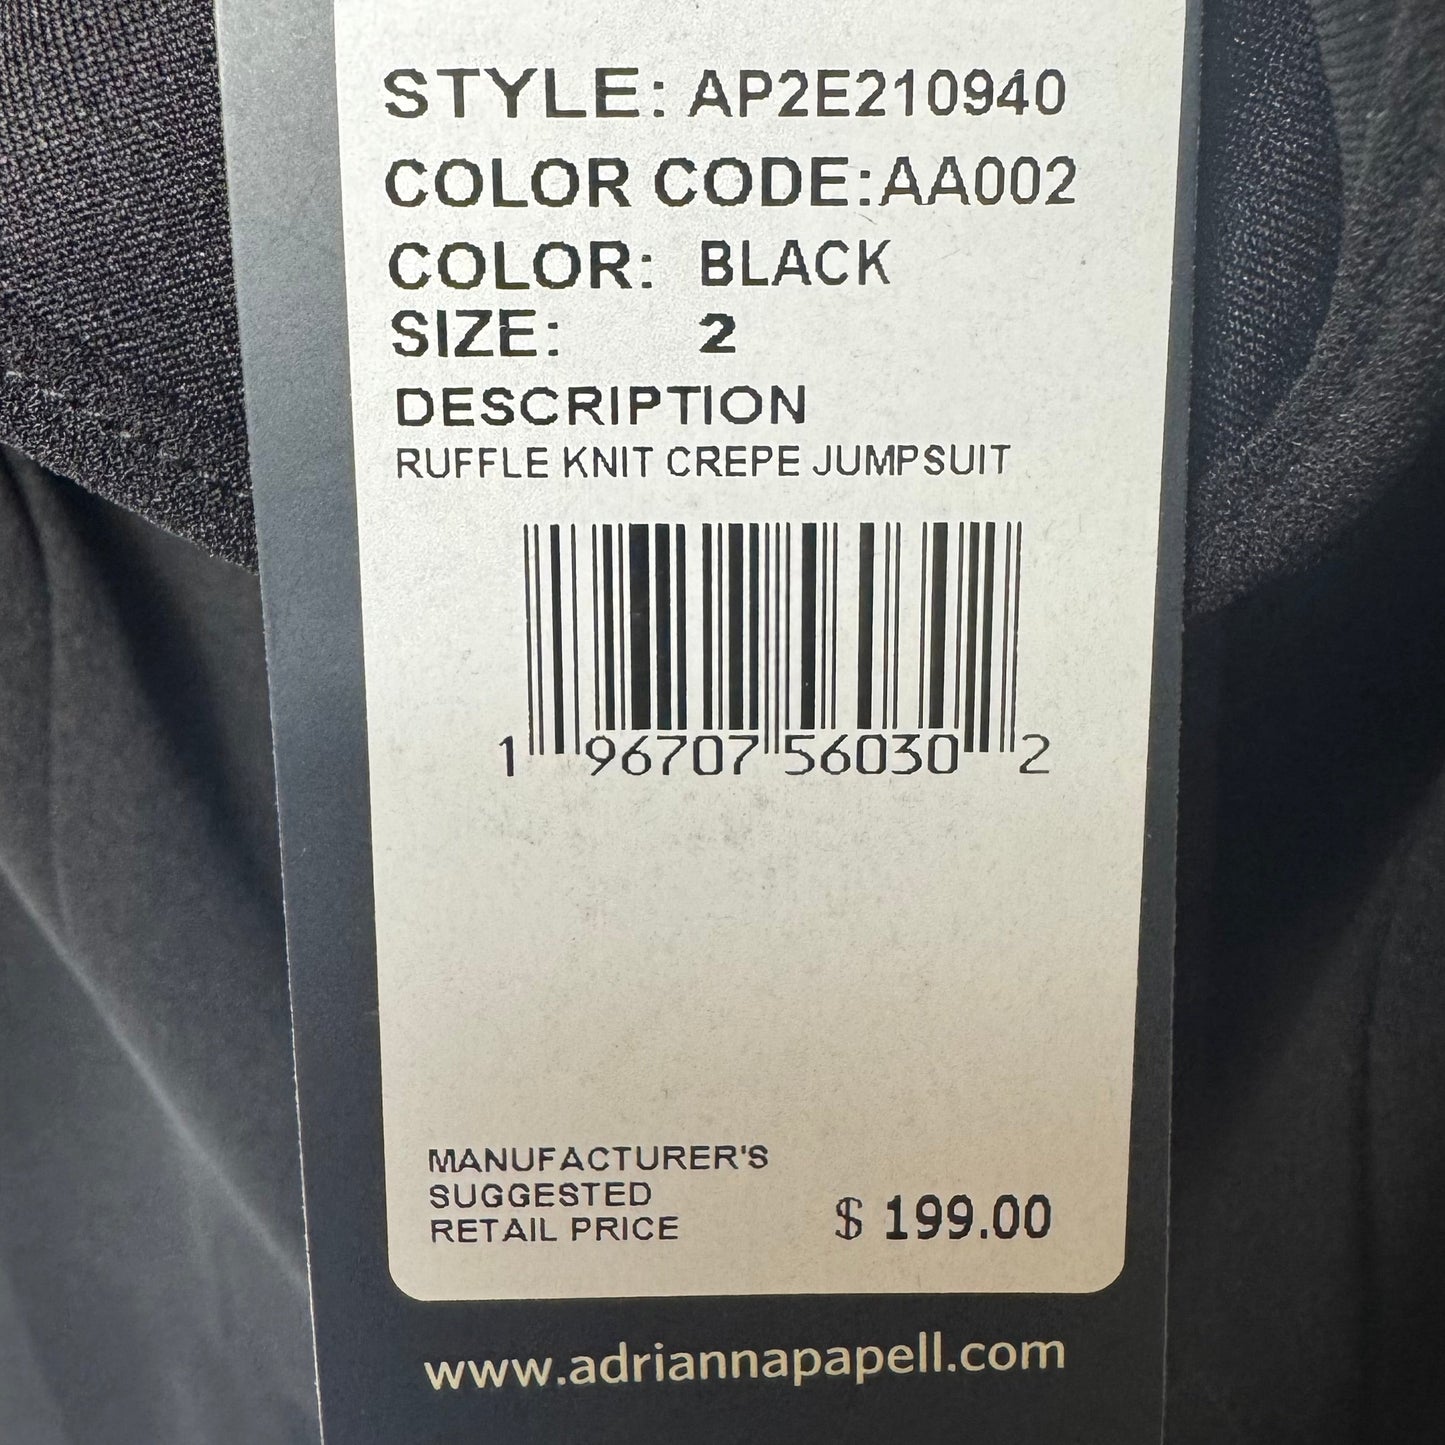 STYLE: AP2E210940
COLOR CODE:AA002
COLOR: BLACK
SIZE: 2
DESCRIPTION
RUFFLE KNIT CREPE JUMPSUIT
1 96707 56030 2
MANUFACTURER'S
SUGGESTED
RETAIL PRICE $ 199.00
www.adriannapapell.com